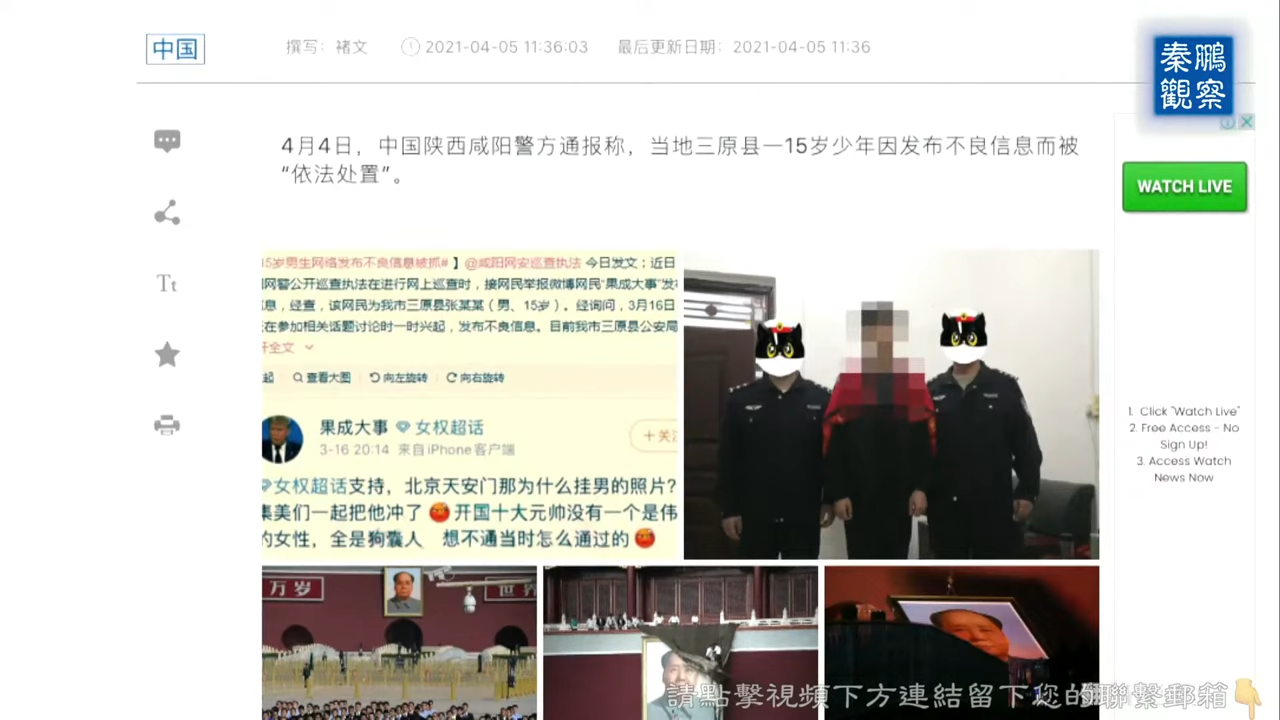 中国
撰写：褚文
2021-04-05 11:36:03
最后更新日期：2021-04-05 11:36
秦鵬
觀察
4月4日，中国陕西咸阳警方通报称，当地三原县一15岁少年因发布不良信息而被
“依法处置”。
Tt
WATCH LIVE
1. Click "Watch Live"
2. Free Access - No
Sign Up!
3. Access Watch
News Now
5岁男生网络发布不良信息被抓#】@咸阳网安巡查执法 今日发文：近日
网警公开巡查执法在进行网上巡查时，接网民举报微博网民“果成大事”发
息，经查，该网民为我市三原县张某某（男、15岁）。经询问，3月16日
在参加相关话题讨论时一时兴起，发布不良信息。目前我市三原县公安局
开全文
起 查看大图 向左旋转 向右旋转
果成大事 女权超话
3-16 20:14 来自iPhone客户端
+关注
女权超话支持，北京天安门那为什么挂男的照片？
集美们一起把他冲了 开国十大元帅没有一个是伟
的女性，全是狗囊人 想不通当时怎么通过的
万岁
世界
請點擊視頻下方連結留下您的聯繫郵箱